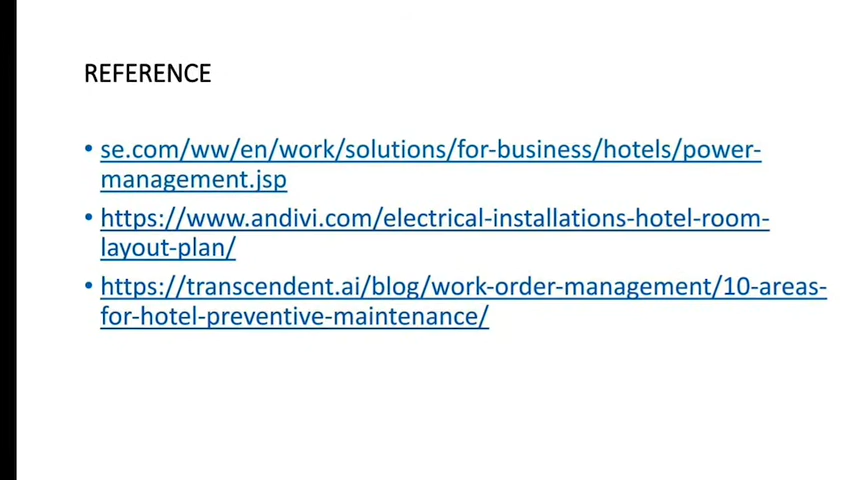 REFERENCE
• se.com/ww/en/work/solutions/for-business/hotels/power-
management.jsp
• https://www.andivi.com/electrical-installations-hotel-room-
layout-plan/
• https://transcendent.ai/blog/work-order-management/10-areas-
for-hotel-preventive-maintenance/